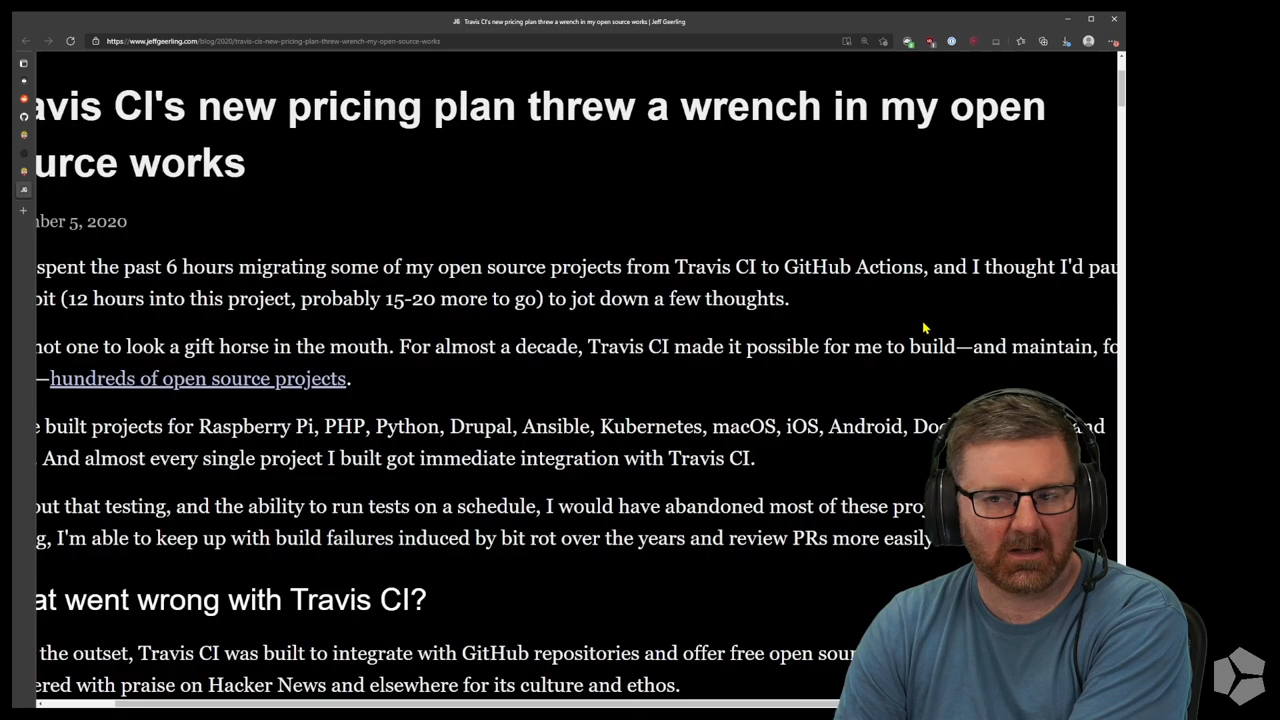 Travis CI's new pricing plan threw a wrench in my open source works | Jeff Geerling
https://www.jeffgeerling.com/blog/2020/travis-cis-new-pricing-plan-threw-wrench-my-open-source-works
avis CI's new pricing plan threw a wrench in my open
urce works
ber 5, 2020
spent the past 6 hours migrating some of my open source projects from Travis CI to GitHub Actions, and I thought I'd pau
bit (12 hours into this project, probably 15-20 more to go) to jot down a few thoughts.
not one to look a gift horse in the mouth. For almost a decade, Travis CI made it possible for me to build—and maintain, fo
—hundreds of open source projects.
e built projects for Raspberry Pi, PHP, Python, Drupal, Ansible, Kubernetes, macOS, iOS, Android, Doc and
. And almost every single project I built got immediate integration with Travis CI.
out that testing, and the ability to run tests on a schedule, I would have abandoned most of these proj
g, I'm able to keep up with build failures induced by bit rot over the years and review PRs more easily
at went wrong with Travis CI?
the outset, Travis CI was built to integrate with GitHub repositories and offer free open sour
ered with praise on Hacker News and elsewhere for its culture and ethos.